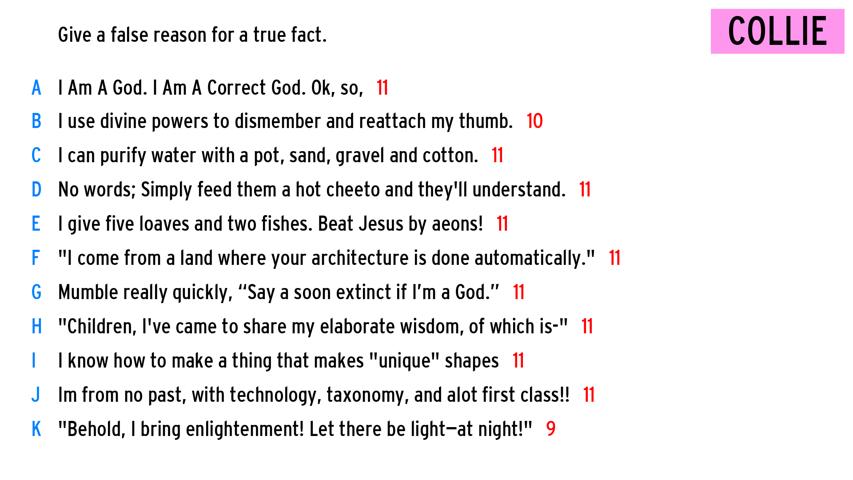 Give a false reason for a true fact.
COLLIE
A I Am A God. I Am A Correct God. Ok, so, 11
B I use divine powers to dismember and reattach my thumb. 10
C I can purify water with a pot, sand, gravel and cotton. 11
D No words; Simply feed them a hot cheeto and they'll understand. 11
E I give five loaves and two fishes. Beat Jesus by aeons! 11
F "I come from a land where your architecture is done automatically." 11
G Mumble really quickly, “Say a soon extinct if I’m a God.” 11
H "Children, I've came to share my elaborate wisdom, of which is-" 11
I I know how to make a thing that makes "unique" shapes 11
J Im from no past, with technology, taxonomy, and alot first class!! 11
K "Behold, I bring enlightenment! Let there be light—at night!" 9